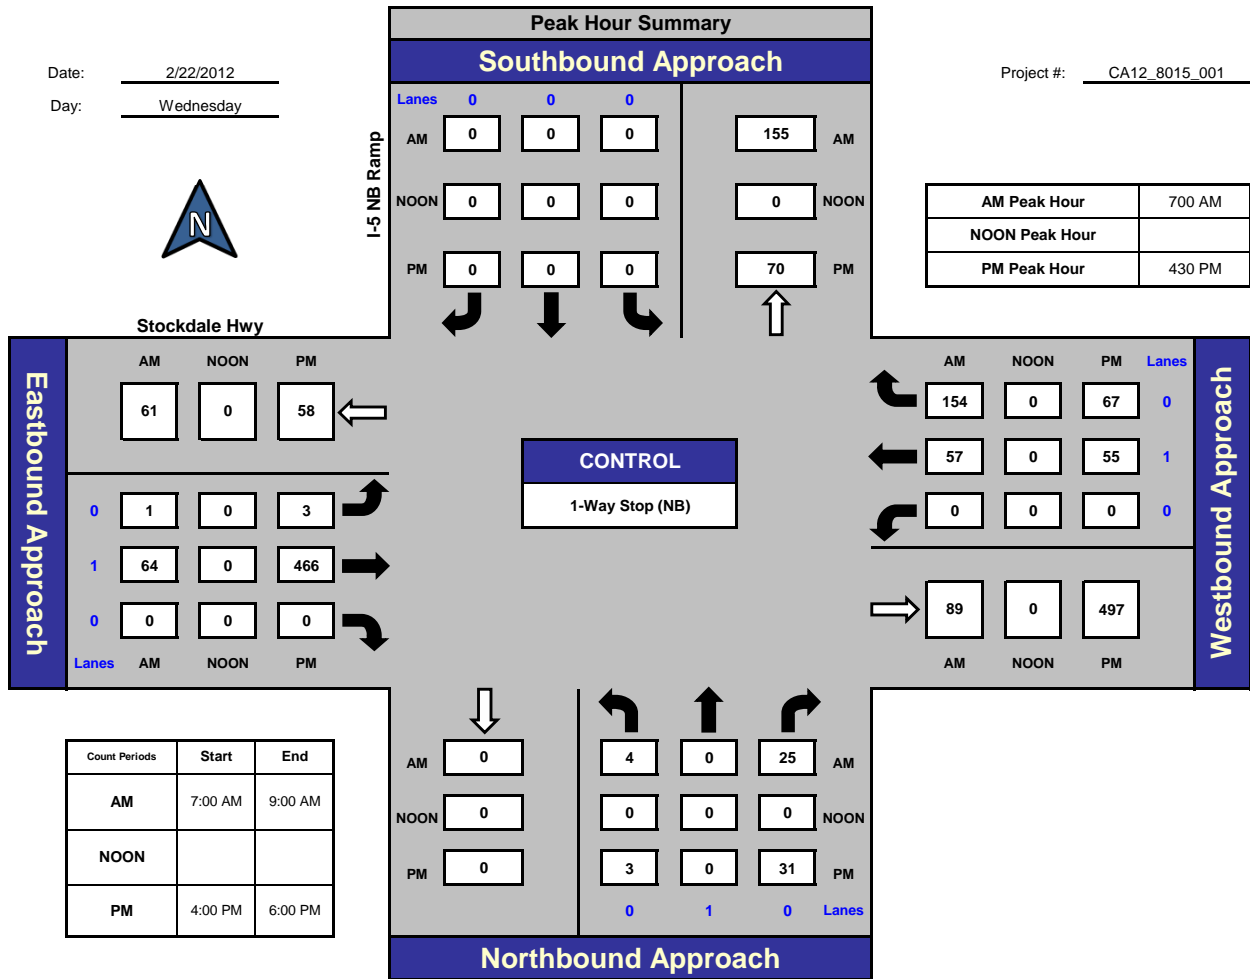 Peak Hour Summary
Southbound Approach
Date: 2/22/2012
Day: Wednesday
Project #: CA12_8015_001
N
I-5 NB Ramp
Lanes 0 0 0
AM 0 0 0 155 AM
NOON 0 0 0 0 NOON
PM 0 0 0 70 PM
AM Peak Hour 700 AM
NOON Peak Hour
PM Peak Hour 430 PM
Stockdale Hwy
Eastbound Approach
AM NOON PM
61 0 58
0 1 0 3
1 64 0 466
0 0 0 0
Lanes AM NOON PM
CONTROL
1-Way Stop (NB)
AM NOON PM Lanes
154 0 67 0
57 0 55 1
0 0 0 0
89 0 497
AM NOON PM
Westbound Approach
Count Periods Start End
AM 7:00 AM 9:00 AM
NOON
PM 4:00 PM 6:00 PM
AM 0 4 0 25 AM
NOON 0 0 0 0 NOON
PM 0 3 0 31 PM
0 1 0 Lanes
Northbound Approach